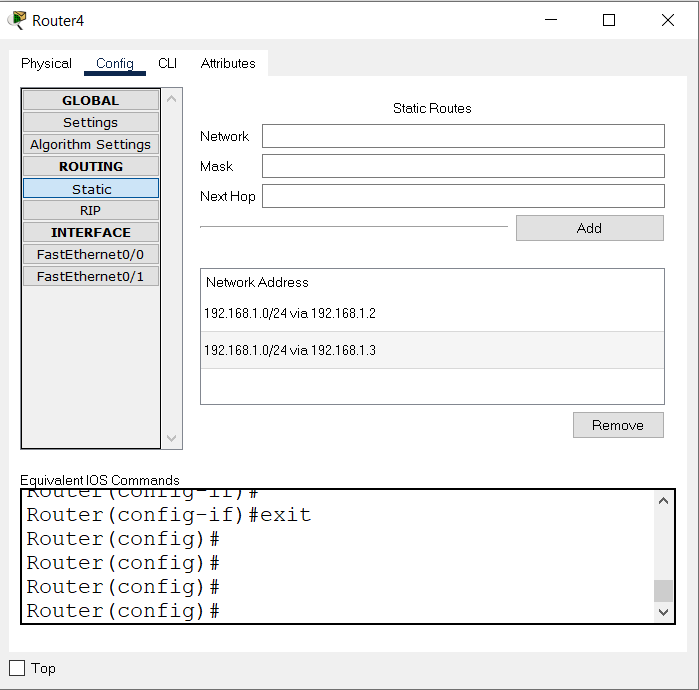 Router4
Physical Config CLI Attributes
GLOBAL
Settings
Algorithm Settings
ROUTING
Static
RIP
INTERFACE
FastEthernet0/0
FastEthernet0/1
Static Routes
Network
Mask
Next Hop
Add
Network Address
192.168.1.0/24 via 192.168.1.2
192.168.1.0/24 via 192.168.1.3
Remove
Equivalent IOS Commands
Router(config-if)#
Router(config-if)#exit
Router(config)#
Router(config)#
Router(config)#
Router(config)#
Top